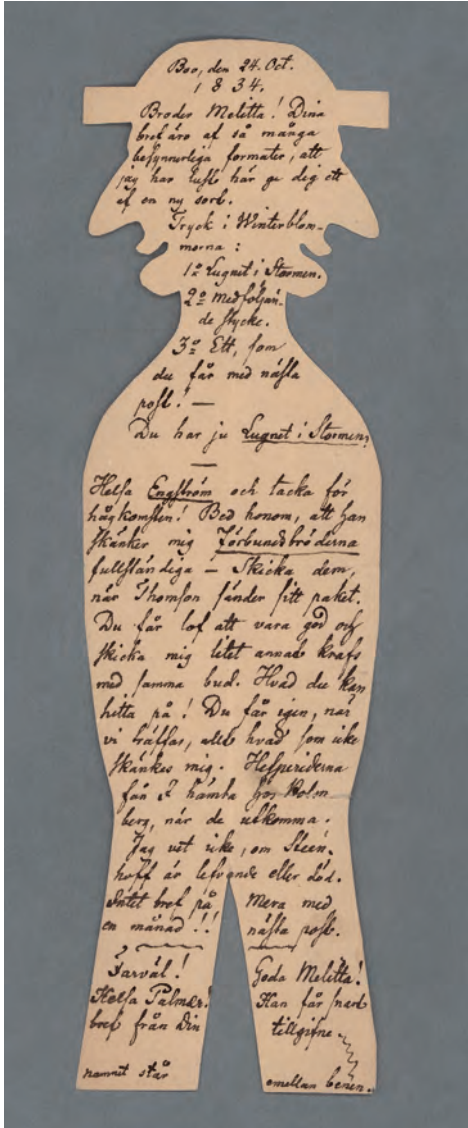 Boo, den 24. Oct.
1834.
Broder Melitta! Dina
bref äro af så många
besynnerliga formater, att
jag har lust här ge dig ett
af en ny sort.
Tryck i Winterblom-
morna:
1º Lugnet i Stormen.
2º Medföljan-
de stycke.
3º Ett, som
du får med nästa
post! —
Du har ju Lugnet i Stormen,
—
Helsa Engström och tacka för
hågkomsten! Bed honom, att han
skänker mig Förbundsbröderna
fullständiga — Skicka dem,
när Thomson sänder sitt paket.
Du får lof att vara god och
skicka mig litet annat krafs
med samma bud. Hvad du kan
hitta på! Du får igen, när
vi träffas, allt hvad som icke
skänkes mig. Hesperiderna
får I hämta hos Holm
berg, när de utkomma.
Jag vet icke, om Steen-
hoff är lefvande eller död.
Intet bref på
en månad!!
Mera med
nästa post.
Farväl!
Helsa Palmær!
bref från Din
Goda Melitta!
Han får snart
tillgifne
namnet står
emellan benen.